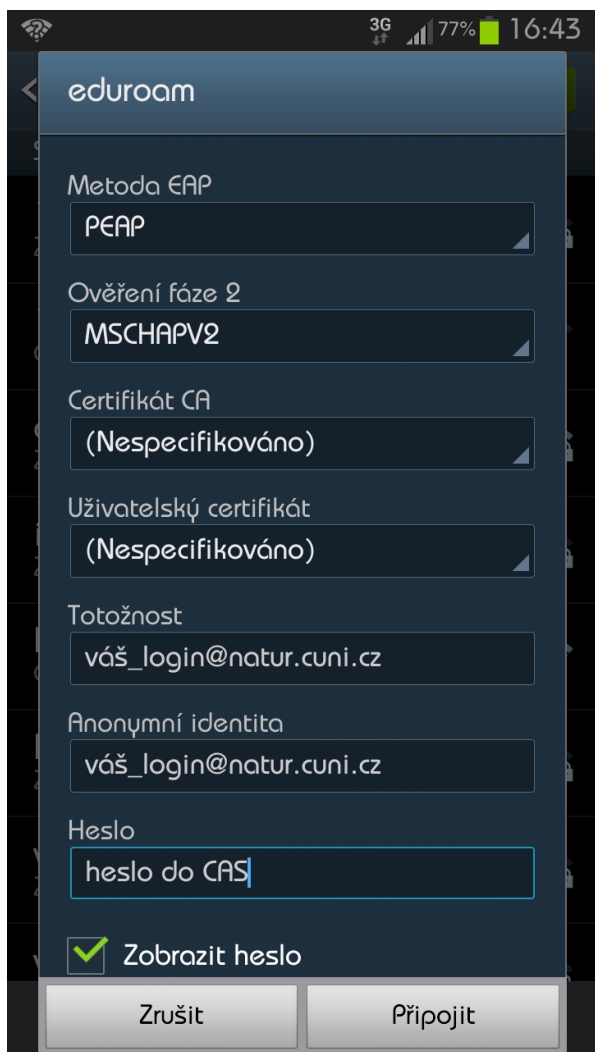 3G 77% 16:43
eduroam
Metoda EAP
PEAP
Ověření fáze 2
MSCHAPV2
Certifikát CA
(Nespecifikováno)
Uživatelský certifikát
(Nespecifikováno)
Totožnost
váš_login@natur.cuni.cz
Anonymní identita
váš_login@natur.cuni.cz
Heslo
heslo do CAS
Zobrazit heslo
Zrušit Připojit